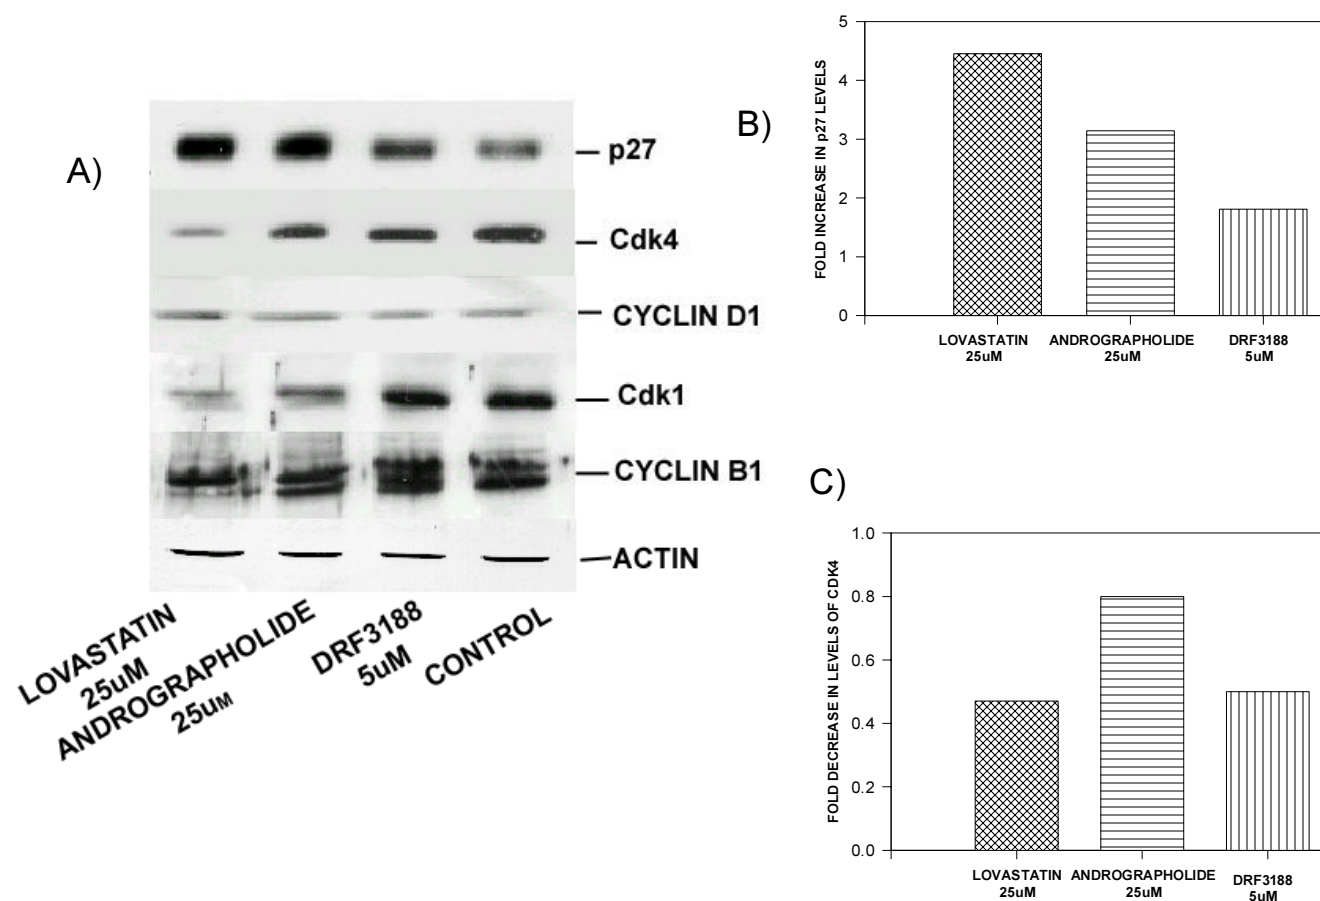 A)
p27
Cdk4
CYCLIN D1
Cdk1
CYCLIN B1
ACTIN
LOVASTATIN
25uM
ANDROGRAPHOLIDE
25uM
DRF3188
5uM
CONTROL
B)
FOLD INCREASE IN p27 LEVELS
5
4
3
2
1
0
LOVASTATIN
25uM
ANDROGRAPHOLIDE
25uM
DRF3188
5uM
C)
FOLD DECREASE IN LEVELS OF CDK4
1.0
0.8
0.6
0.4
0.2
0.0
LOVASTATIN
25uM
ANDROGRAPHOLIDE
25uM
DRF3188
5uM